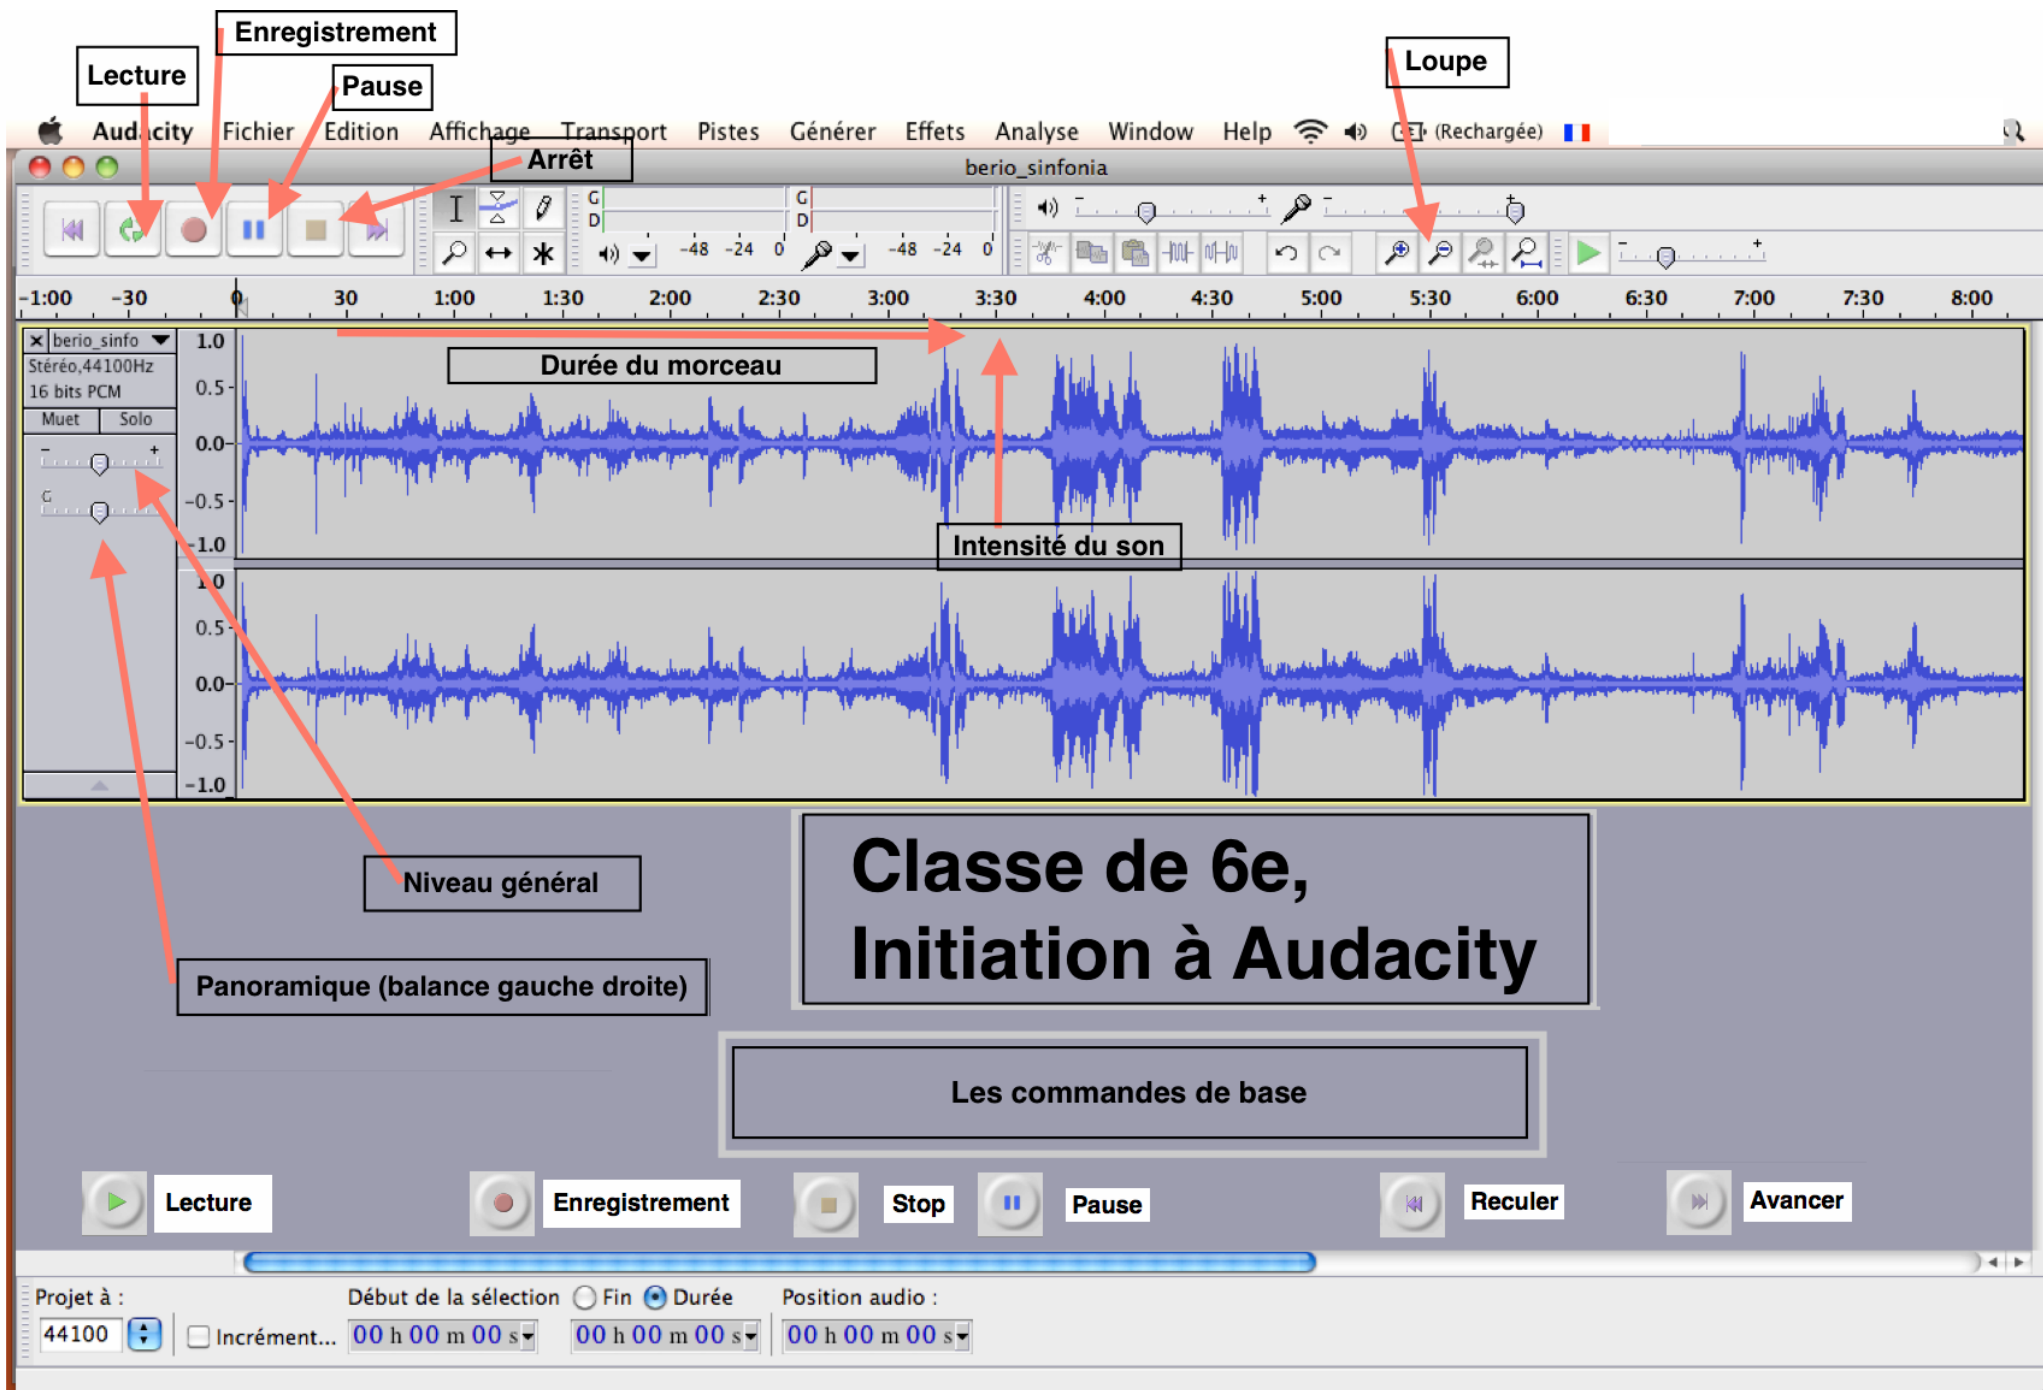 Enregistrement
Lecture
Pause
Loupe
Audacity Fichier Edition Affichage Transport Pistes Générer Effets Analyse Window Help (Rechargée)
Arrêt
berio_sinfonia
G
D
-48 -24 0
G
D
-48 -24 0
- +
- +
- +
-1:00 -30 0 30 1:00 1:30 2:00 2:30 3:00 3:30 4:00 4:30 5:00 5:30 6:00 6:30 7:00 7:30 8:00
berio_sinfo
Stéréo,44100Hz
16 bits PCM
Muet Solo
- +
G
1.0
0.5
0.0
-0.5
-1.0
Durée du morceau
Intensité du son
1.0
0.5
0.0
-0.5
-1.0
Niveau général
Panoramique (balance gauche droite)
Classe de 6e,
Initiation à Audacity
Les commandes de base
Lecture
Enregistrement
Stop
Pause
Reculer
Avancer
Projet à : Début de la sélection Fin Durée Position audio :
44100 Incrément... 00 h 00 m 00 s 00 h 00 m 00 s 00 h 00 m 00 s